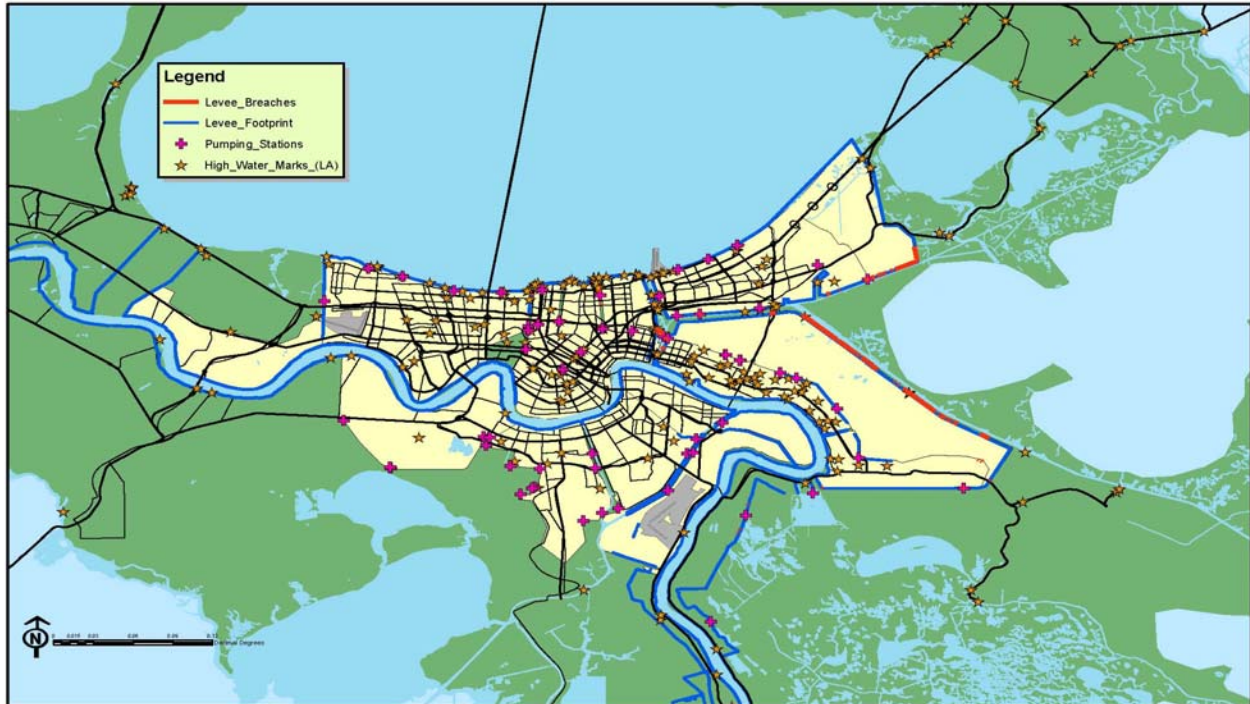 Legend
Levee_Breaches
Levee_Footprint
Pumping_Stations
High_Water_Marks_(LA)
N
Decimal Degrees